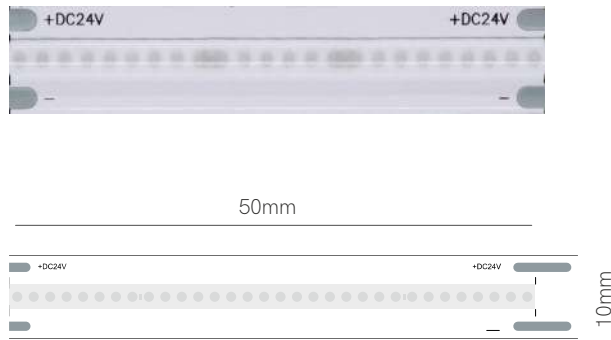 +DC24V +DC24V
– –
50mm
+DC24V +DC24V
10mm
—